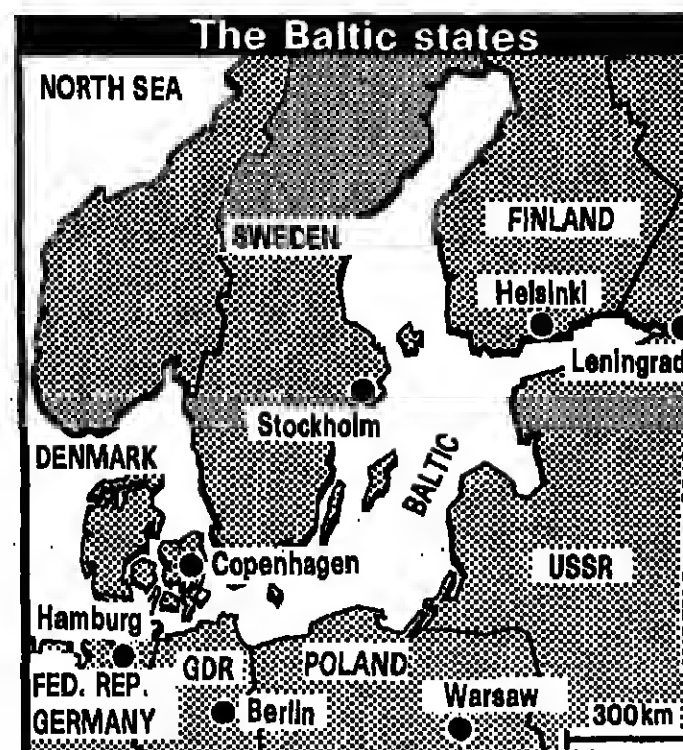 The Baltic states
NORTH SEA
SWEDEN
FINLAND
Helsinki
Leningrad
Stockholm
DENMARK
BALTIC
Copenhagen
USSR
Hamburg
GDR
POLAND
FED. REP.
GERMANY
Berlin
Warsaw
300km